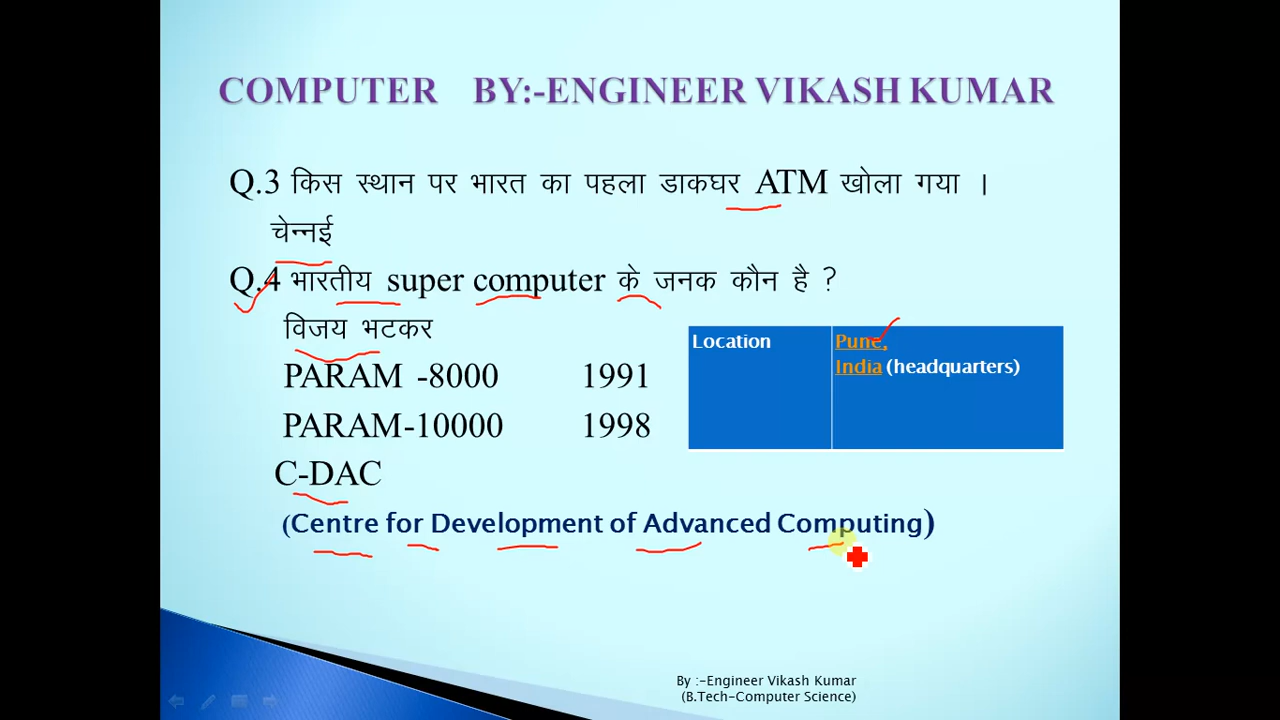 COMPUTER BY:-ENGINEER VIKASH KUMAR
Q.3 किस स्थान पर भारत का पहला डाकघर ATM खोला गया ।
चेन्नई
Q.4 भारतीय super computer के जनक कौन है ?
विजय भटकर
PARAM -8000 1991
PARAM-10000 1998
C-DAC
(Centre for Development of Advanced Computing)
Location Pune,
India (headquarters)
By :-Engineer Vikash Kumar
(B.Tech-Computer Science)